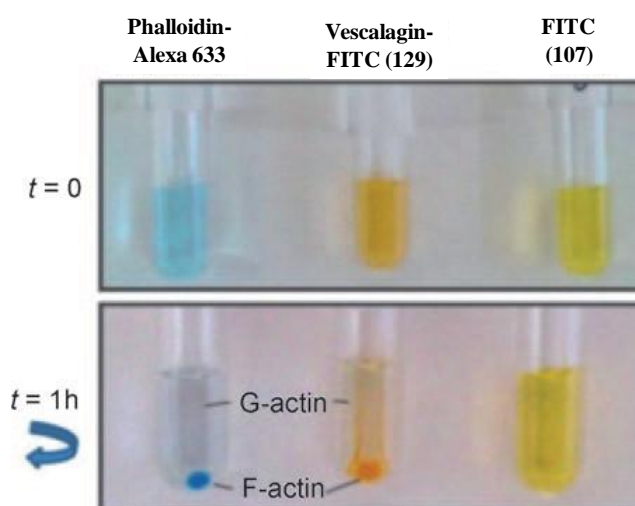 Phalloidin-
Alexa 633
Vescalagin-
FITC (129)
FITC
(107)
t = 0
t = 1h
G-actin
F-actin